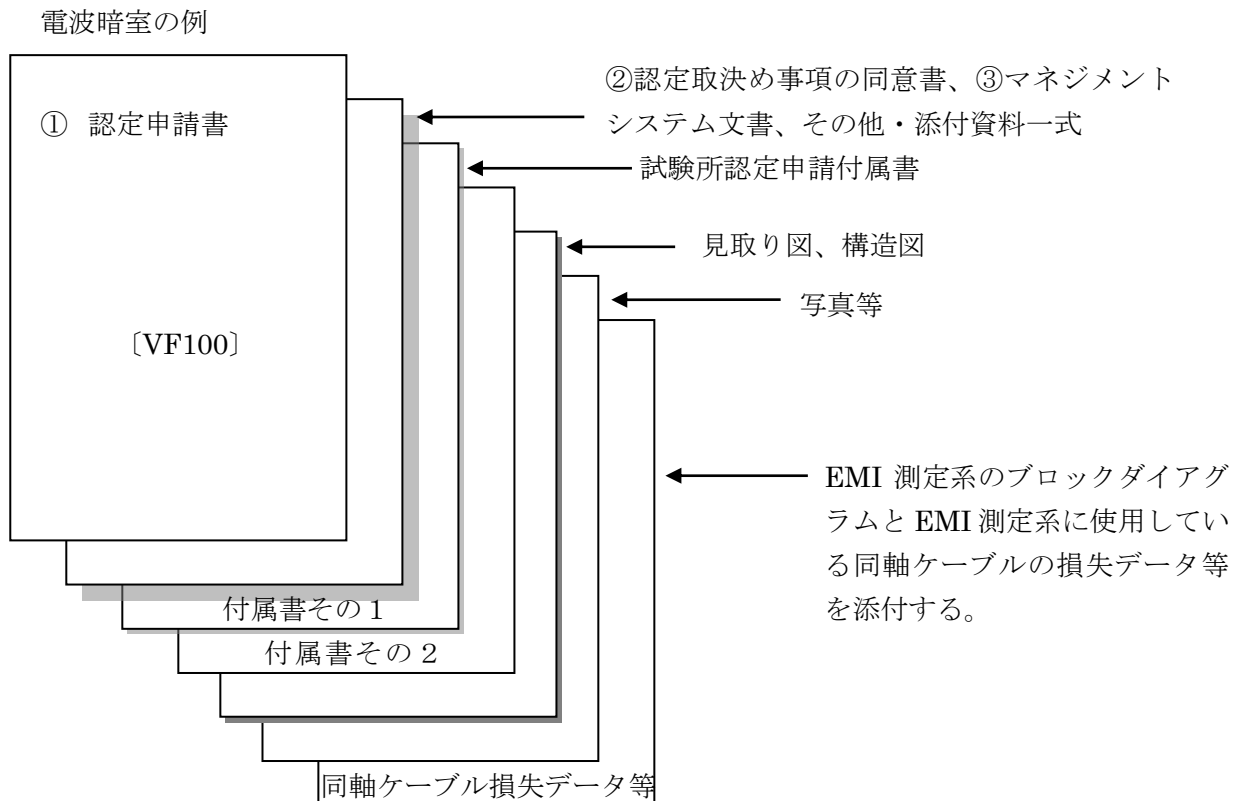 電波暗室の例
① 認定申請書
〔VF100〕
②認定取決め事項の同意書、③マネジメント
システム文書、その他・添付資料一式
試験所認定申請付属書
見取り図、構造図
写真等
EMI 測定系のブロックダイアグ
ラムと EMI 測定系に使用してい
る同軸ケーブルの損失データ等
を添付する。
付属書その１
付属書その２
同軸ケーブル損失データ等